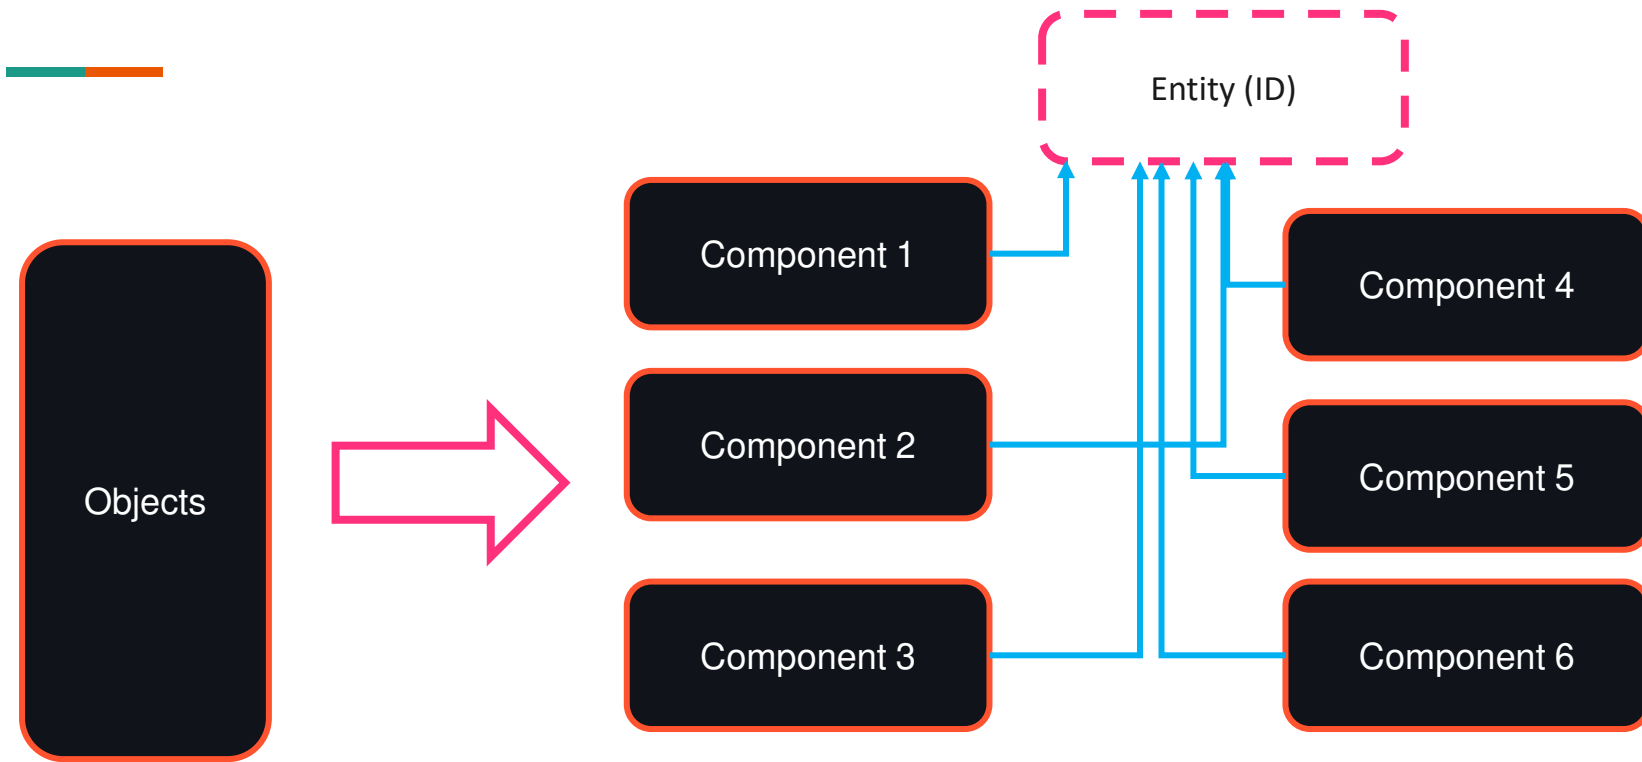 Entity (ID)
Component 1
Component 4
Component 2
Component 5
Objects
Component 3
Component 6